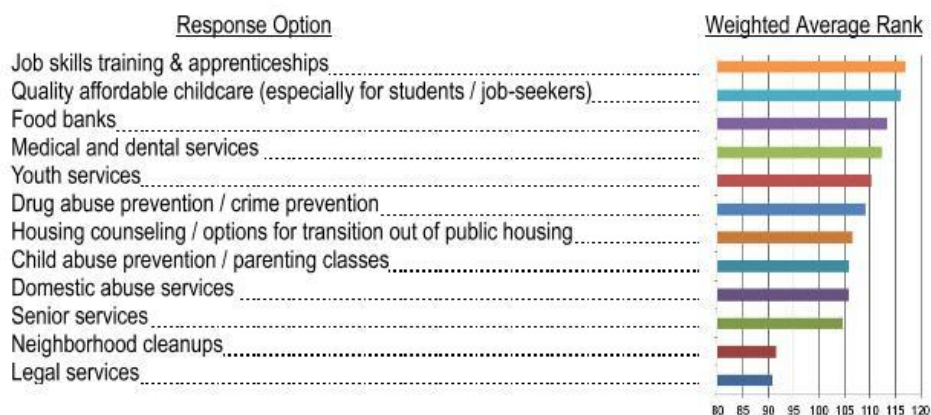 Response Option Weighted Average Rank
Job skills training & apprenticeships
Quality affordable childcare (especially for students / job-seekers)
Food banks
Medical and dental services
Youth services
Drug abuse prevention / crime prevention
Housing counseling / options for transition out of public housing
Child abuse prevention / parenting classes
Domestic abuse services
Senior services
Neighborhood cleanups
Legal services
80 85 90 95 100 105 110 115 120